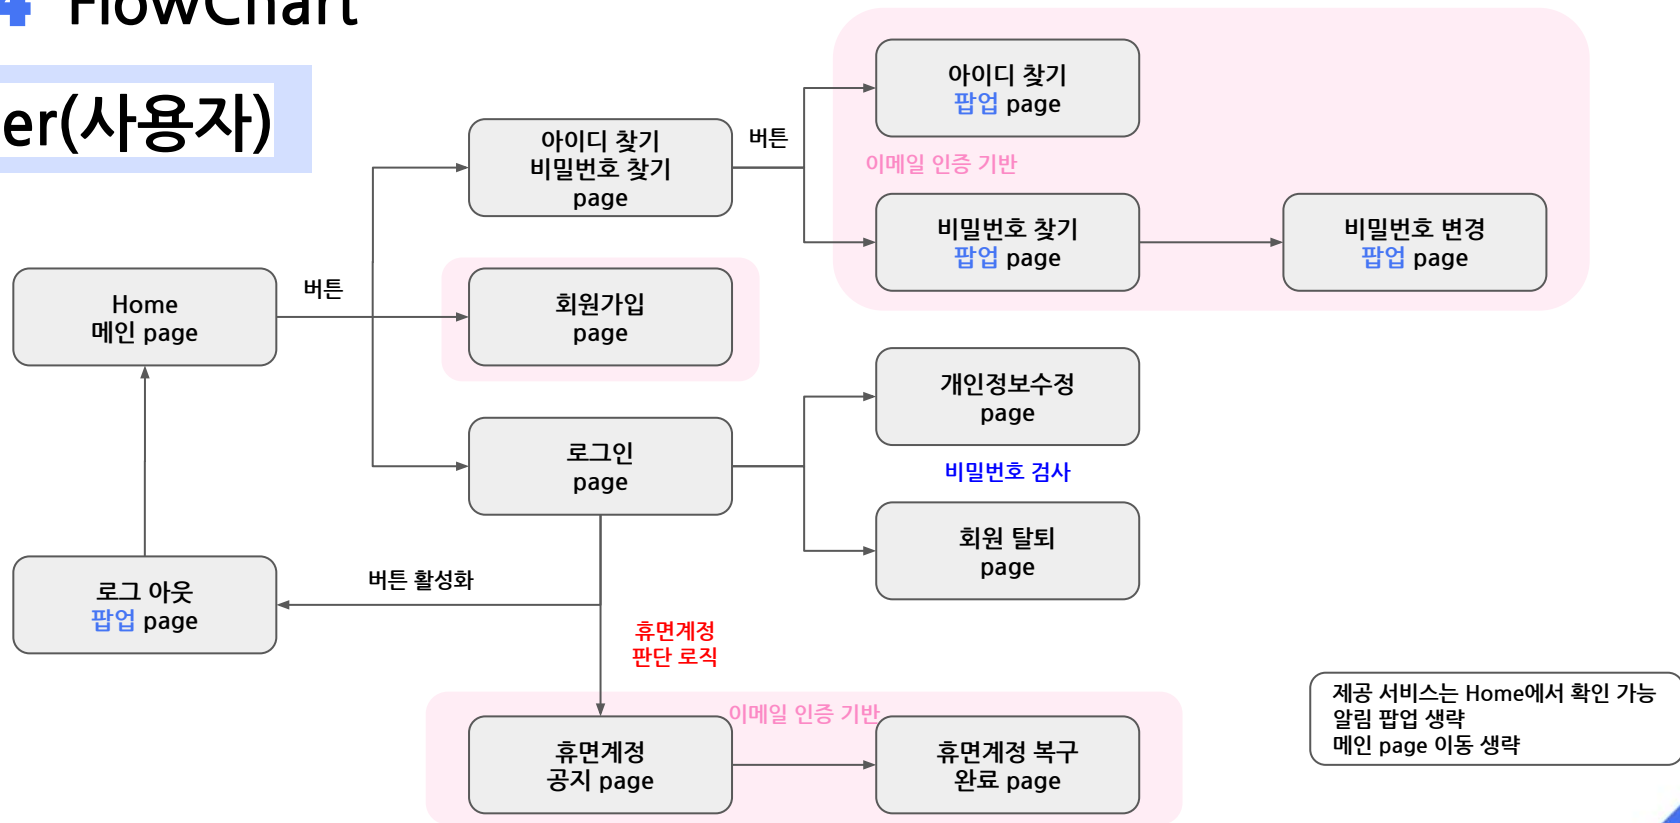 4 FlowChart
er(사용자)
아이디 찾기
팝업 page
아이디 찾기
비밀번호 찾기
page
버튼
이메일 인증 기반
비밀번호 찾기
팝업 page
비밀번호 변경
팝업 page
Home
메인 page
버튼
회원가입
page
개인정보수정
page
로그인
page
비밀번호 검사
회원 탈퇴
page
로그 아웃
팝업 page
버튼 활성화
휴면계정
판단 로직
이메일 인증 기반
휴면계정
공지 page
휴면계정 복구
완료 page
제공 서비스는 Home에서 확인 가능
알림 팝업 생략
메인 page 이동 생략